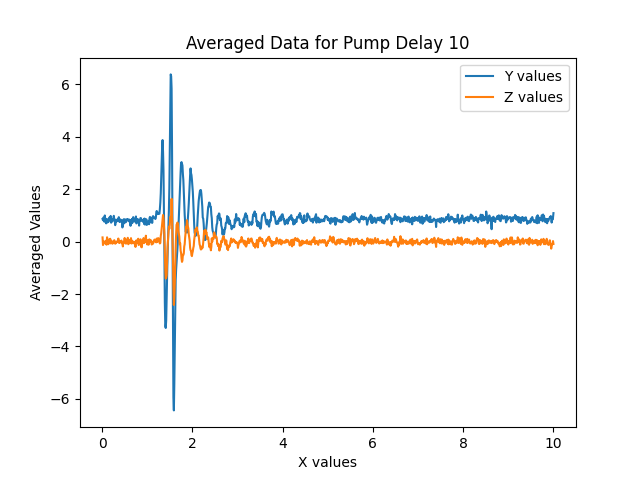 Averaged Data for Pump Delay 10
Y values
Z values
Averaged Values
6
4
2
0
−2
−4
−6
0 2 4 6 8 10
X values